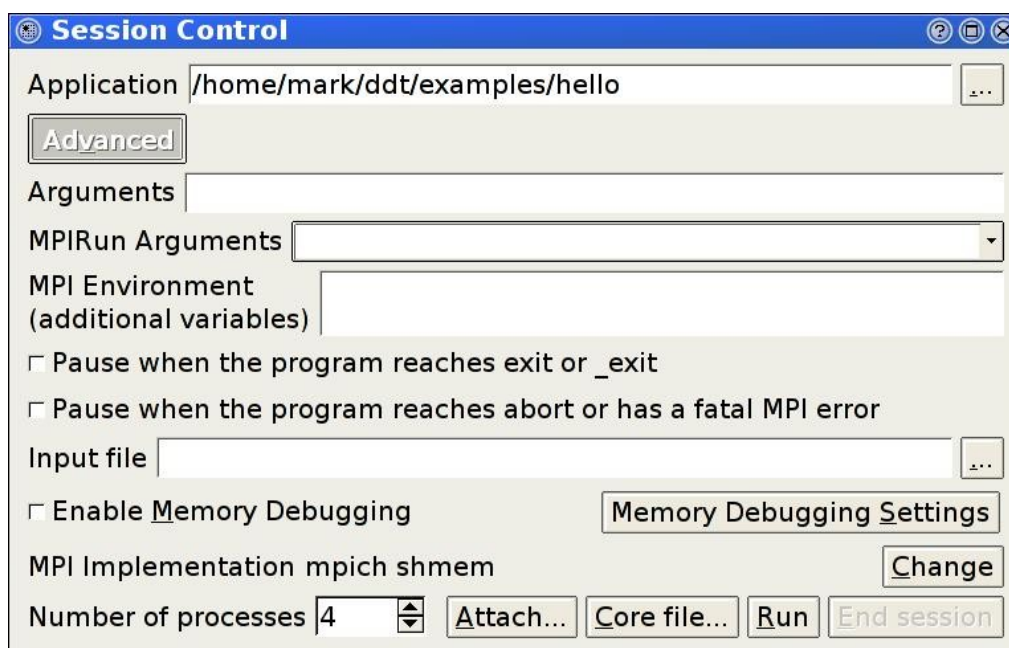 Session Control
Application /home/mark/ddt/examples/hello ...
Advanced
Arguments
MPIRun Arguments
MPI Environment
(additional variables)
Pause when the program reaches exit or _exit
Pause when the program reaches abort or has a fatal MPI error
Input file ...
Enable Memory Debugging Memory Debugging Settings
MPI Implementation mpich shmem Change
Number of processes 4 Attach... Core file... Run End session